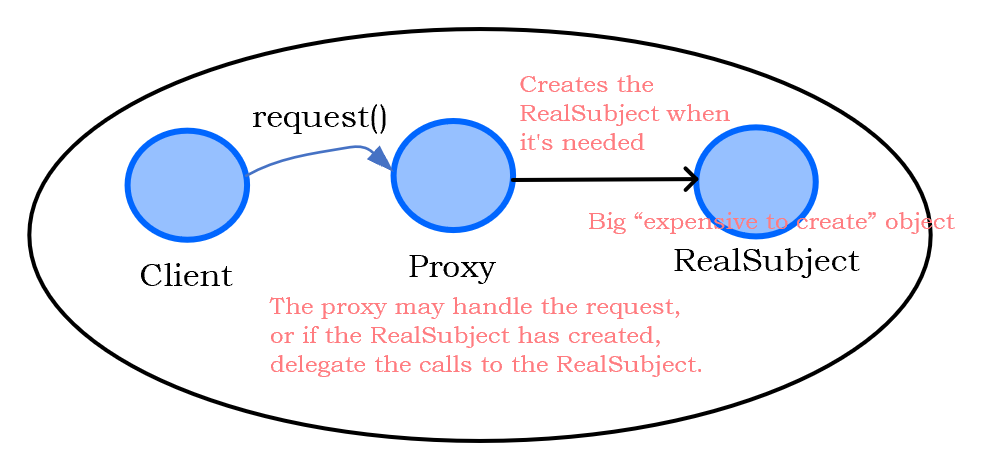 Creates the
RealSubject when
it's needed
request()
Big “expensive to create” object
Client
Proxy
RealSubject
The proxy may handle the request,
or if the RealSubject has created,
delegate the calls to the RealSubject.